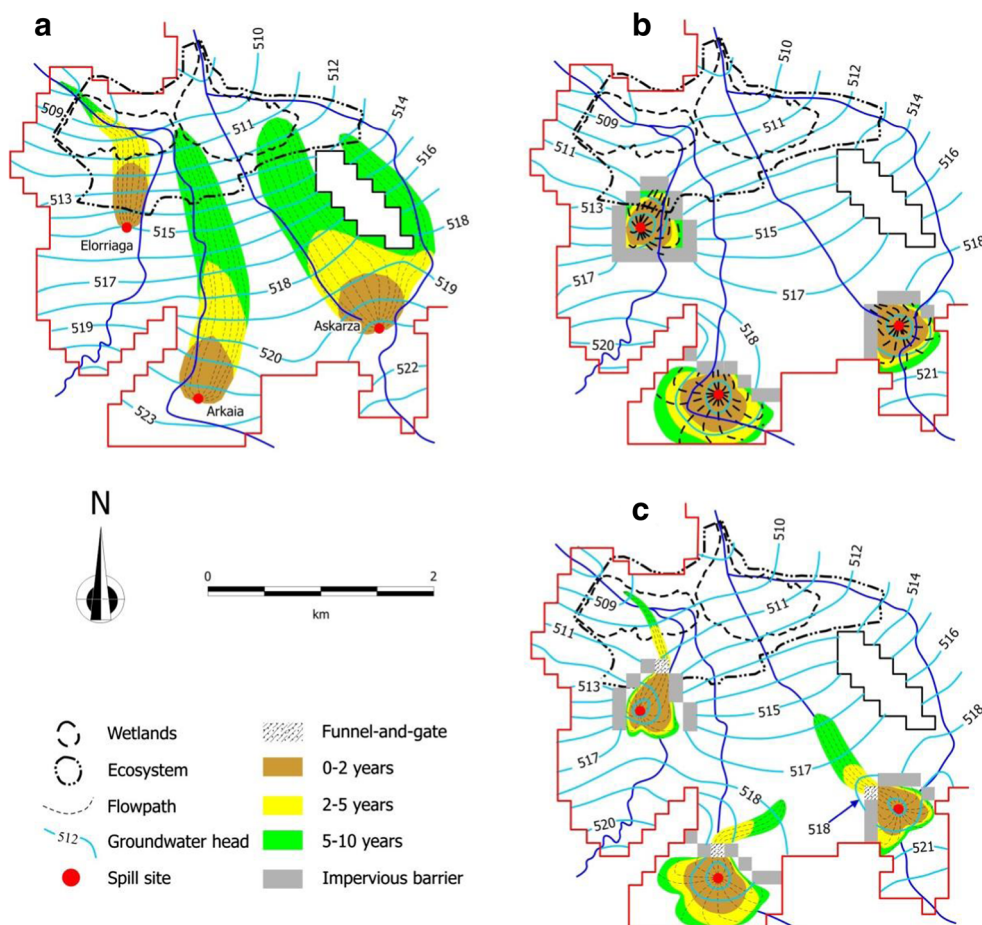 a
510
512
514
509
511
516
513
515
518
Elorriaga
517
518
519
519
Askarza
520
522
Arkaia
523
b
510
512
514
509
511
511
516
513
515
518
517
517
518
520
521
N
0
2
km
Wetlands
Ecosystem
Flowpath
512
Groundwater head
Spill site
Funnel-and-gate
0-2 years
2-5 years
5-10 years
Impervious barrier
c
510
512
514
509
511
511
516
513
515
518
517
517
518
520
518
521